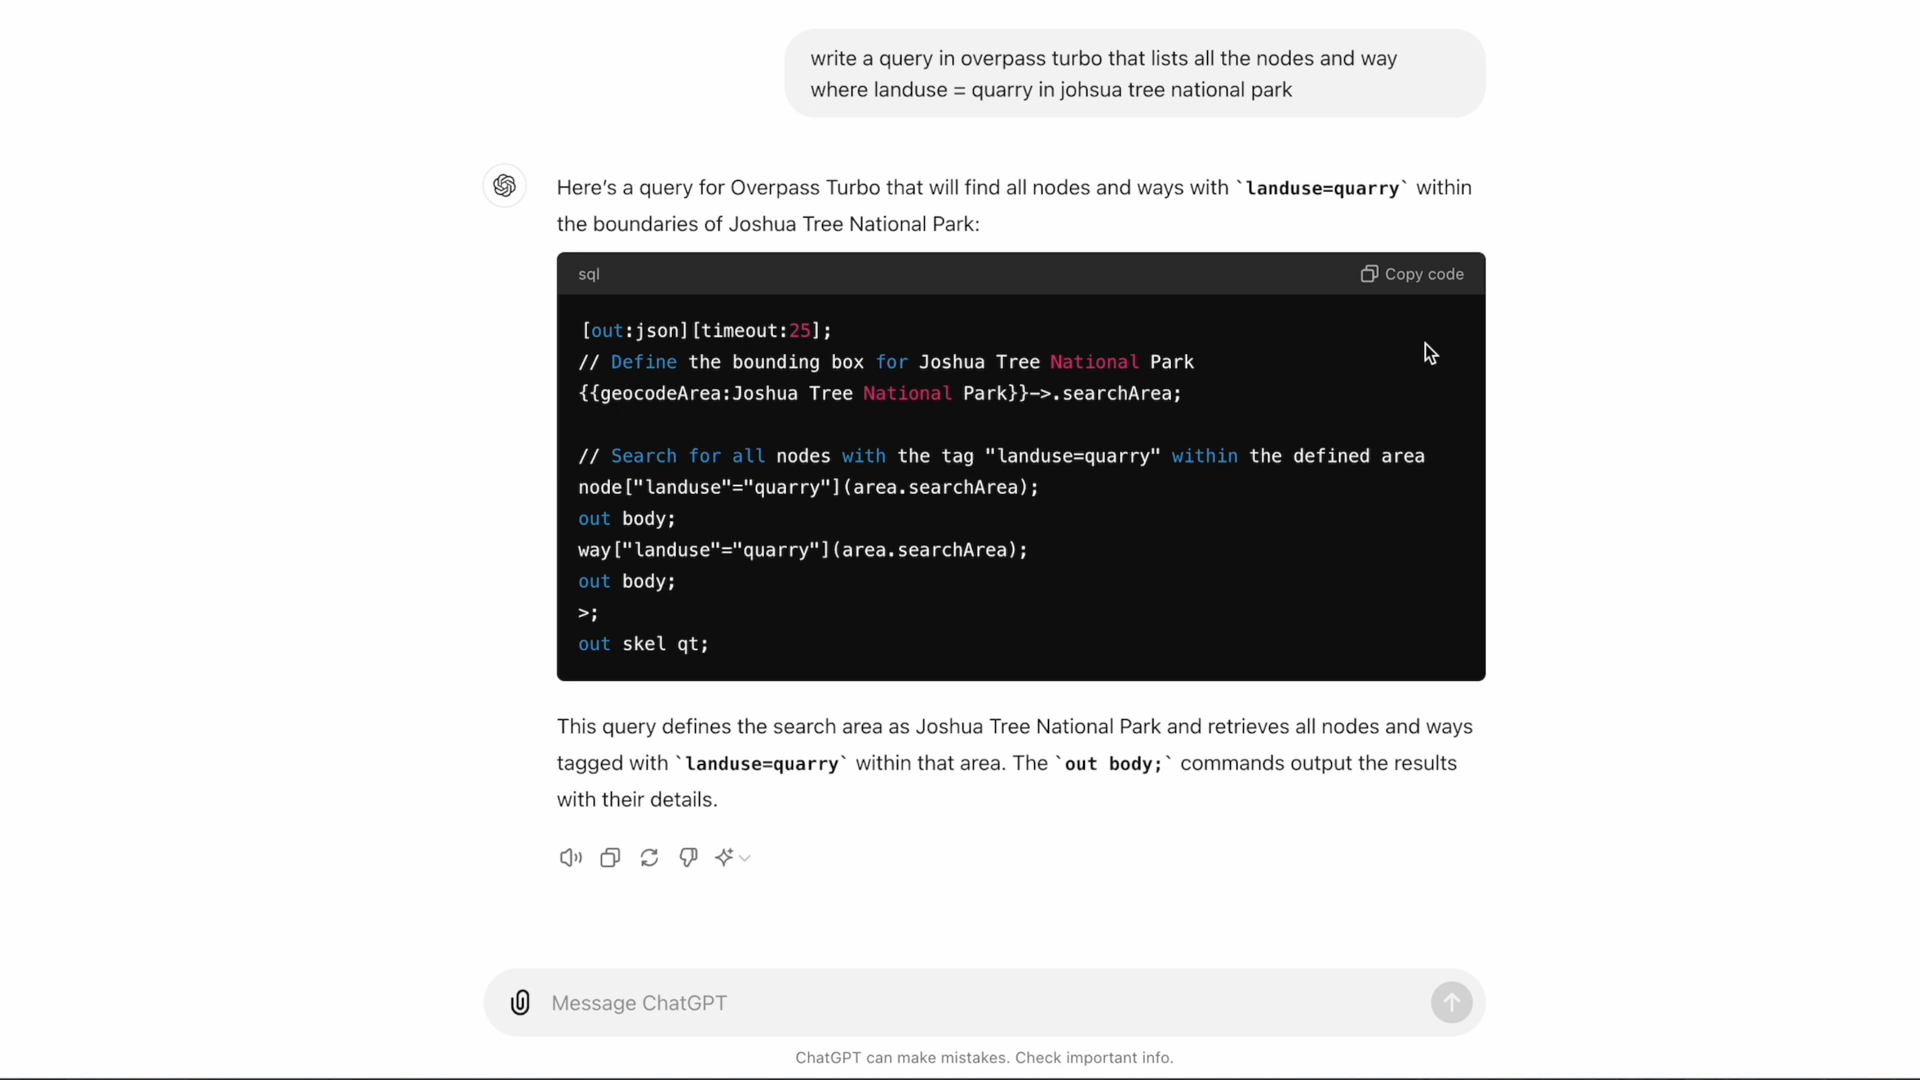 write a query in overpass turbo that lists all the nodes and way
where landuse = quarry in johsua tree national park
Here's a query for Overpass Turbo that will find all nodes and ways with `landuse=quarry` within
the boundaries of Joshua Tree National Park:
sql
Copy code
[out:json][timeout:25];
// Define the bounding box for Joshua Tree National Park
{{geocodeArea:Joshua Tree National Park}}->.searchArea;
// Search for all nodes with the tag "landuse=quarry" within the defined area
node["landuse"="quarry"](area.searchArea);
out body;
way["landuse"="quarry"](area.searchArea);
out body;
>;
out skel qt;
This query defines the search area as Joshua Tree National Park and retrieves all nodes and ways
tagged with `landuse=quarry` within that area. The `out body;` commands output the results
with their details.
Message ChatGPT
ChatGPT can make mistakes. Check important info.